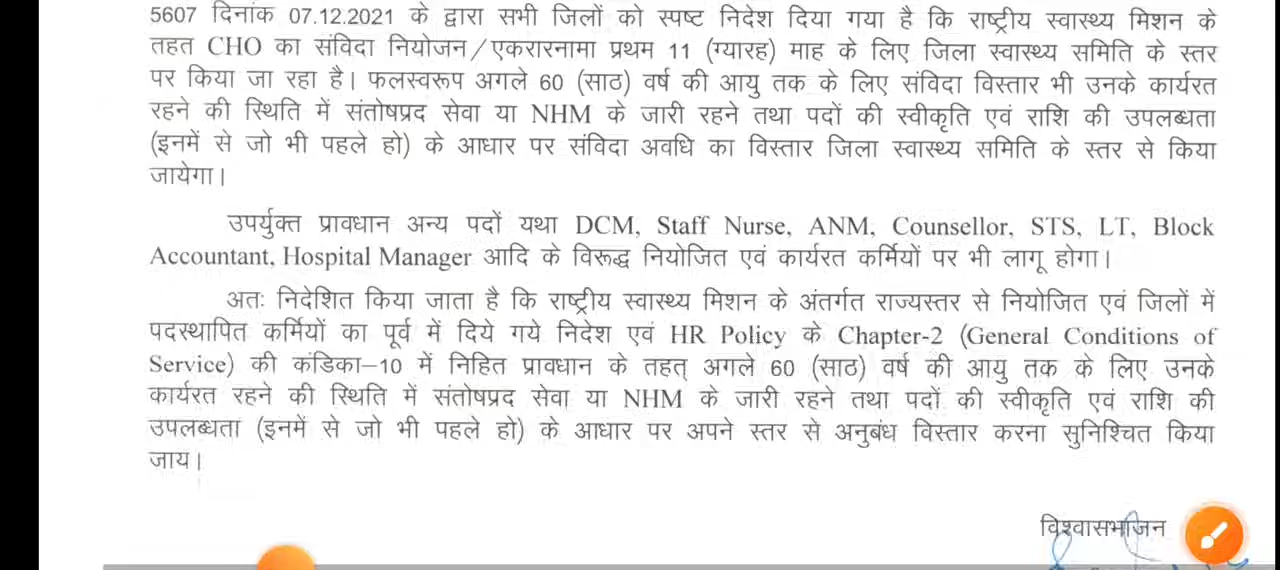 5607 दिनांक 07.12.2021 के द्वारा सभी जिलों को स्पष्ट निदेश दिया गया है कि राष्ट्रीय स्वास्थ्य मिशन के
तहत CHO का संविदा नियोजन/एकरारनामा प्रथम 11 (ग्यारह) माह के लिए जिला स्वास्थ्य समिति के स्तर
पर किया जा रहा है। फलस्वरूप अगले 60 (साठ) वर्ष की आयु तक के लिए संविदा विस्तार भी उनके कार्यरत
रहने की स्थिति में संतोषप्रद सेवा या NHM के जारी रहने तथा पदों की स्वीकृति एवं राशि की उपलब्धता
(इनमें से जो भी पहले हो) के आधार पर संविदा अवधि का विस्तार जिला स्वास्थ्य समिति के स्तर से किया
जायेगा।
उपर्युक्त प्रावधान अन्य पदों यथा DCM, Staff Nurse, ANM, Counsellor, STS, LT, Block
Accountant, Hospital Manager आदि के विरूद्ध नियोजित एवं कार्यरत कर्मियों पर भी लागू होगा।
अतः निदेशित किया जाता है कि राष्ट्रीय स्वास्थ्य मिशन के अंतर्गत राज्यस्तर से नियोजित एवं जिलों में
पदस्थापित कर्मियों का पूर्व में दिये गये निदेश एवं HR Policy के Chapter-2 (General Conditions of
Service) की कंडिका–10 में निहित प्रावधान के तहत् अगले 60 (साठ) वर्ष की आयु तक के लिए उनके
कार्यरत रहने की स्थिति में संतोषप्रद सेवा या NHM के जारी रहने तथा पदों की स्वीकृति एवं राशि की
उपलब्धता (इनमें से जो भी पहले हो) के आधार पर अपने स्तर से अनुबंध विस्तार करना सुनिश्चित किया
जाय।
विश्वासभाजन